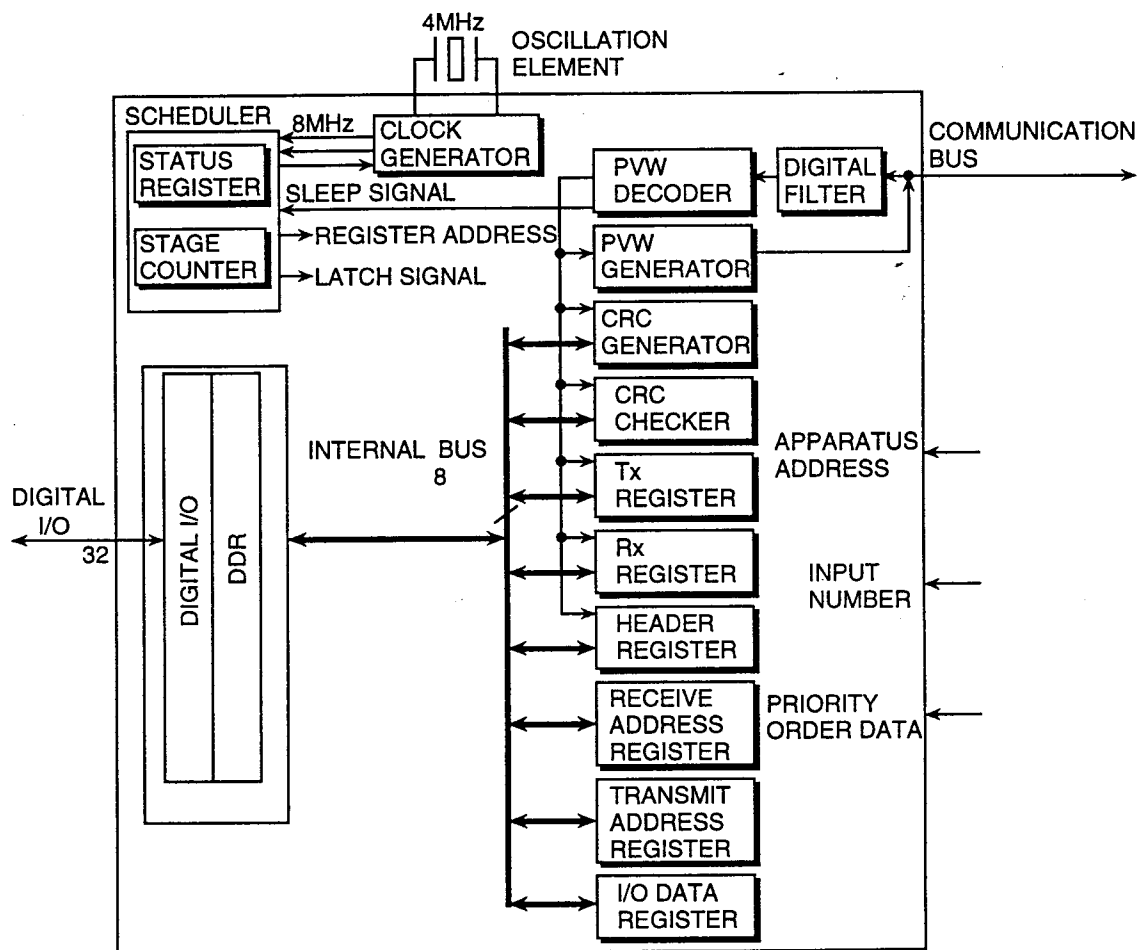 4MHz
OSCILLATION
ELEMENT
SCHEDULER
8MHz
CLOCK
GENERATOR
STATUS
REGISTER
SLEEP SIGNAL
STAGE
COUNTER
REGISTER ADDRESS
LATCH SIGNAL
PVW
DECODER
DIGITAL
FILTER
COMMUNICATION
BUS
PVW
GENERATOR
CRC
GENERATOR
CRC
CHECKER
INTERNAL BUS
8
Tx
REGISTER
APPARATUS
ADDRESS
DIGITAL
I/O
32
DIGITAL I/O
DDR
Rx
REGISTER
INPUT
NUMBER
HEADER
REGISTER
RECEIVE
ADDRESS
REGISTER
PRIORITY
ORDER DATA
TRANSMIT
ADDRESS
REGISTER
I/O DATA
REGISTER